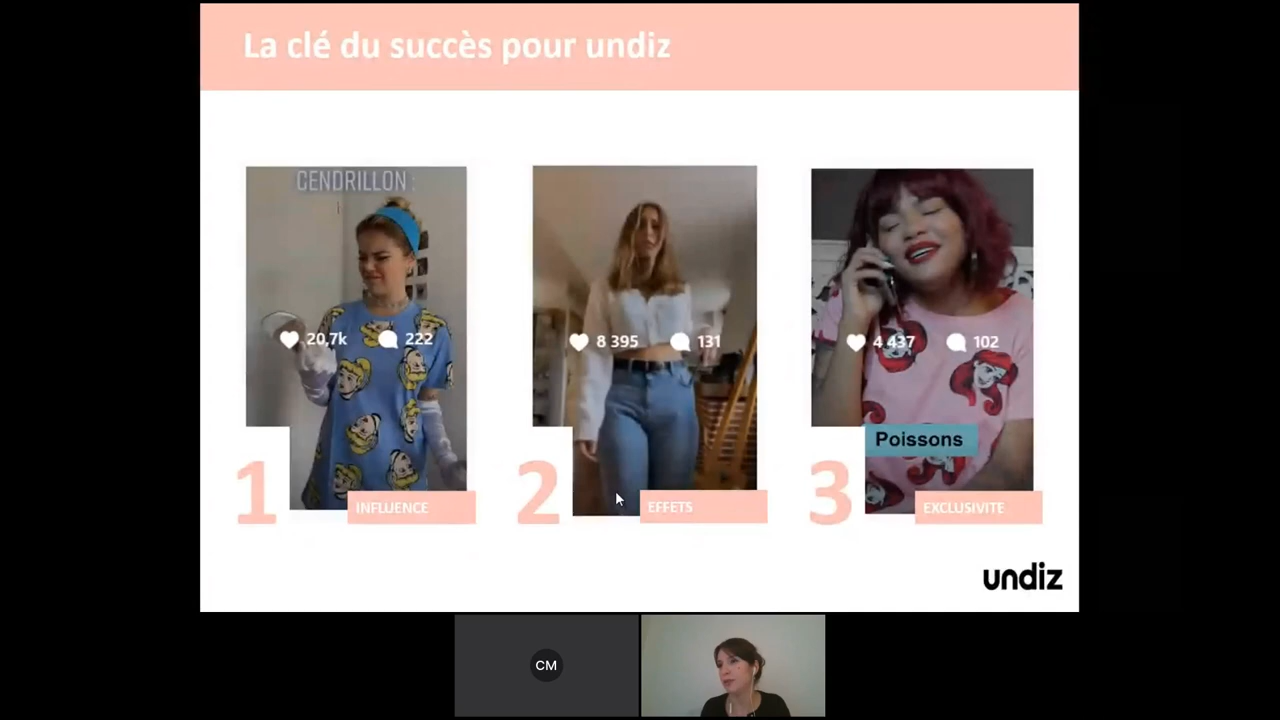 La clé du succès pour undiz
CENDRILLON :
20,7k 222
8 395 131
4 437 102
Poissons
1 INFLUENCE
2 EFFETS
3 EXCLUSIVITE
undiz
CM